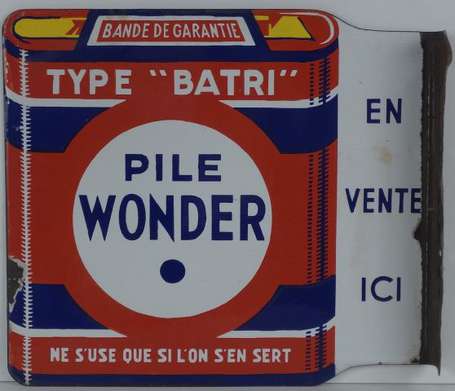 BANDE DE GARANTIE
TYPE "BATRI"
PILE
WONDER
NE S'USE QUE SI L'ON S'EN SERT
EN
VENTE
ICI